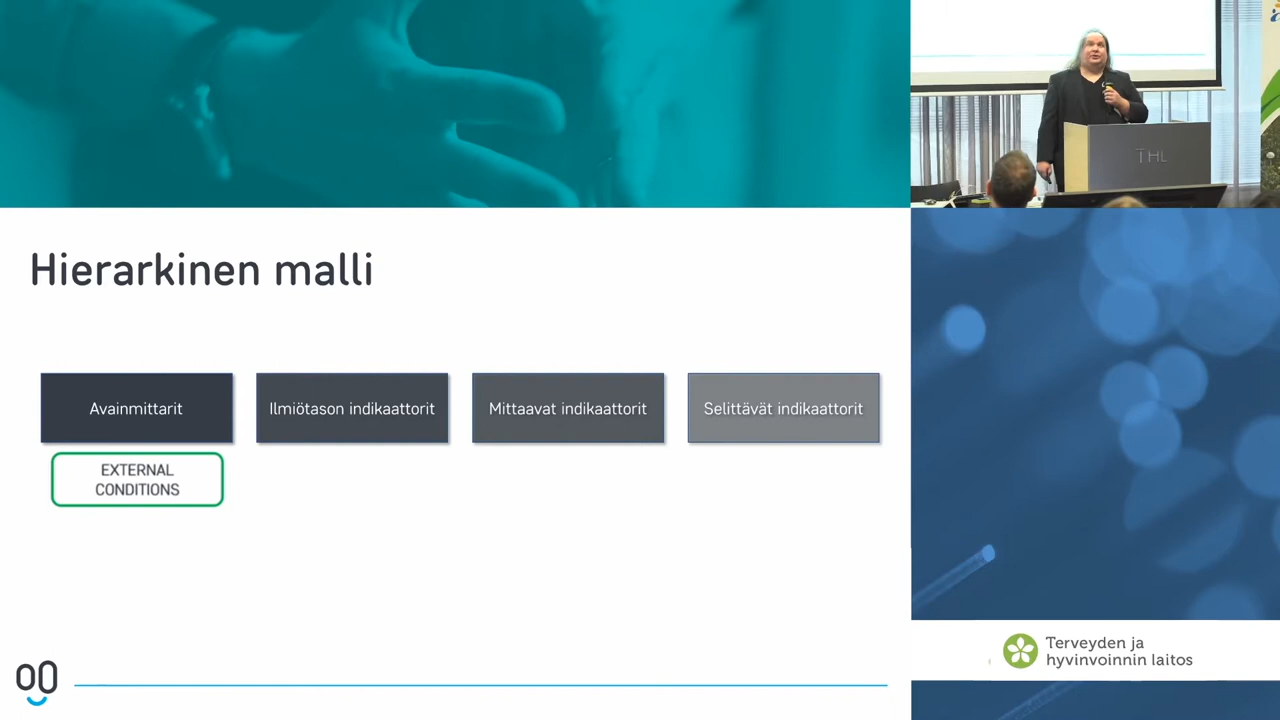 THL
Hierarkinen malli
Avainmittarit
Ilmiötason indikaattorit
Mittaavat indikaattorit
Selittävät indikaattorit
EXTERNAL
CONDITIONS
Terveyden ja
hyvinvoinnin laitos